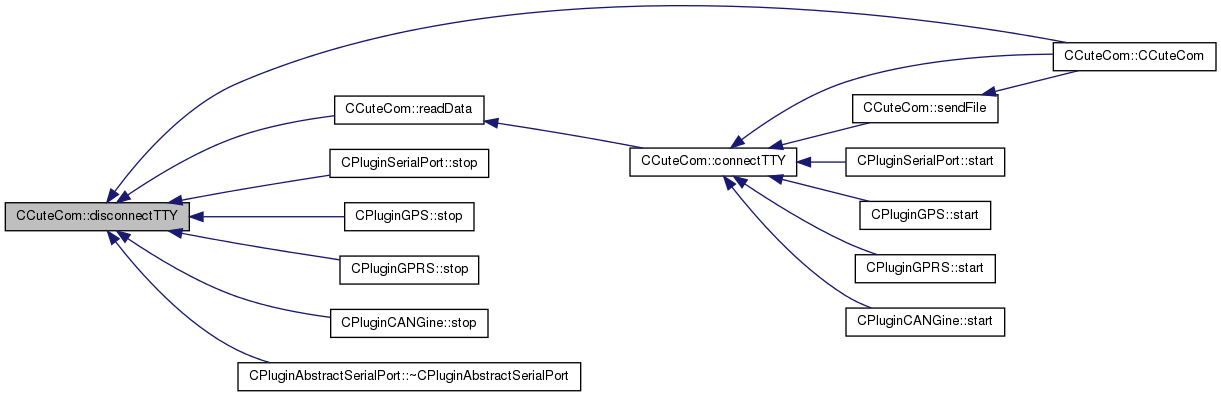 CCuteCom::CCuteCom
CCuteCom::readData
CCuteCom::sendFile
CPluginSerialPort::stop
CCuteCom::connectTTY
CPluginSerialPort::start
CCuteCom::disconnectTTY
CPluginGPS::stop
CPluginGPS::start
CPluginGPRS::stop
CPluginGPRS::start
CPluginCANGine::stop
CPluginCANGine::start
CPluginAbstractSerialPort::~CPluginAbstractSerialPort